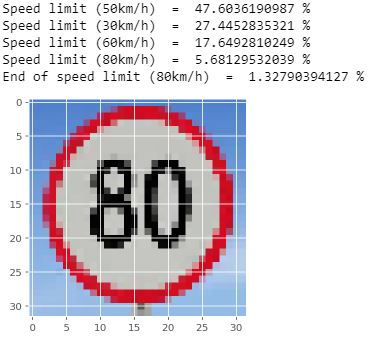 Speed limit (50km/h)  =  47.6036190987 %
Speed limit (30km/h)  =  27.4452835321 %
Speed limit (60km/h)  =  17.6492810249 %
Speed limit (80km/h)  =  5.68129532039 %
End of speed limit (80km/h)  =  1.32790394127 %
0
5
10
15
20
25
30
80
0 5 10 15 20 25 30